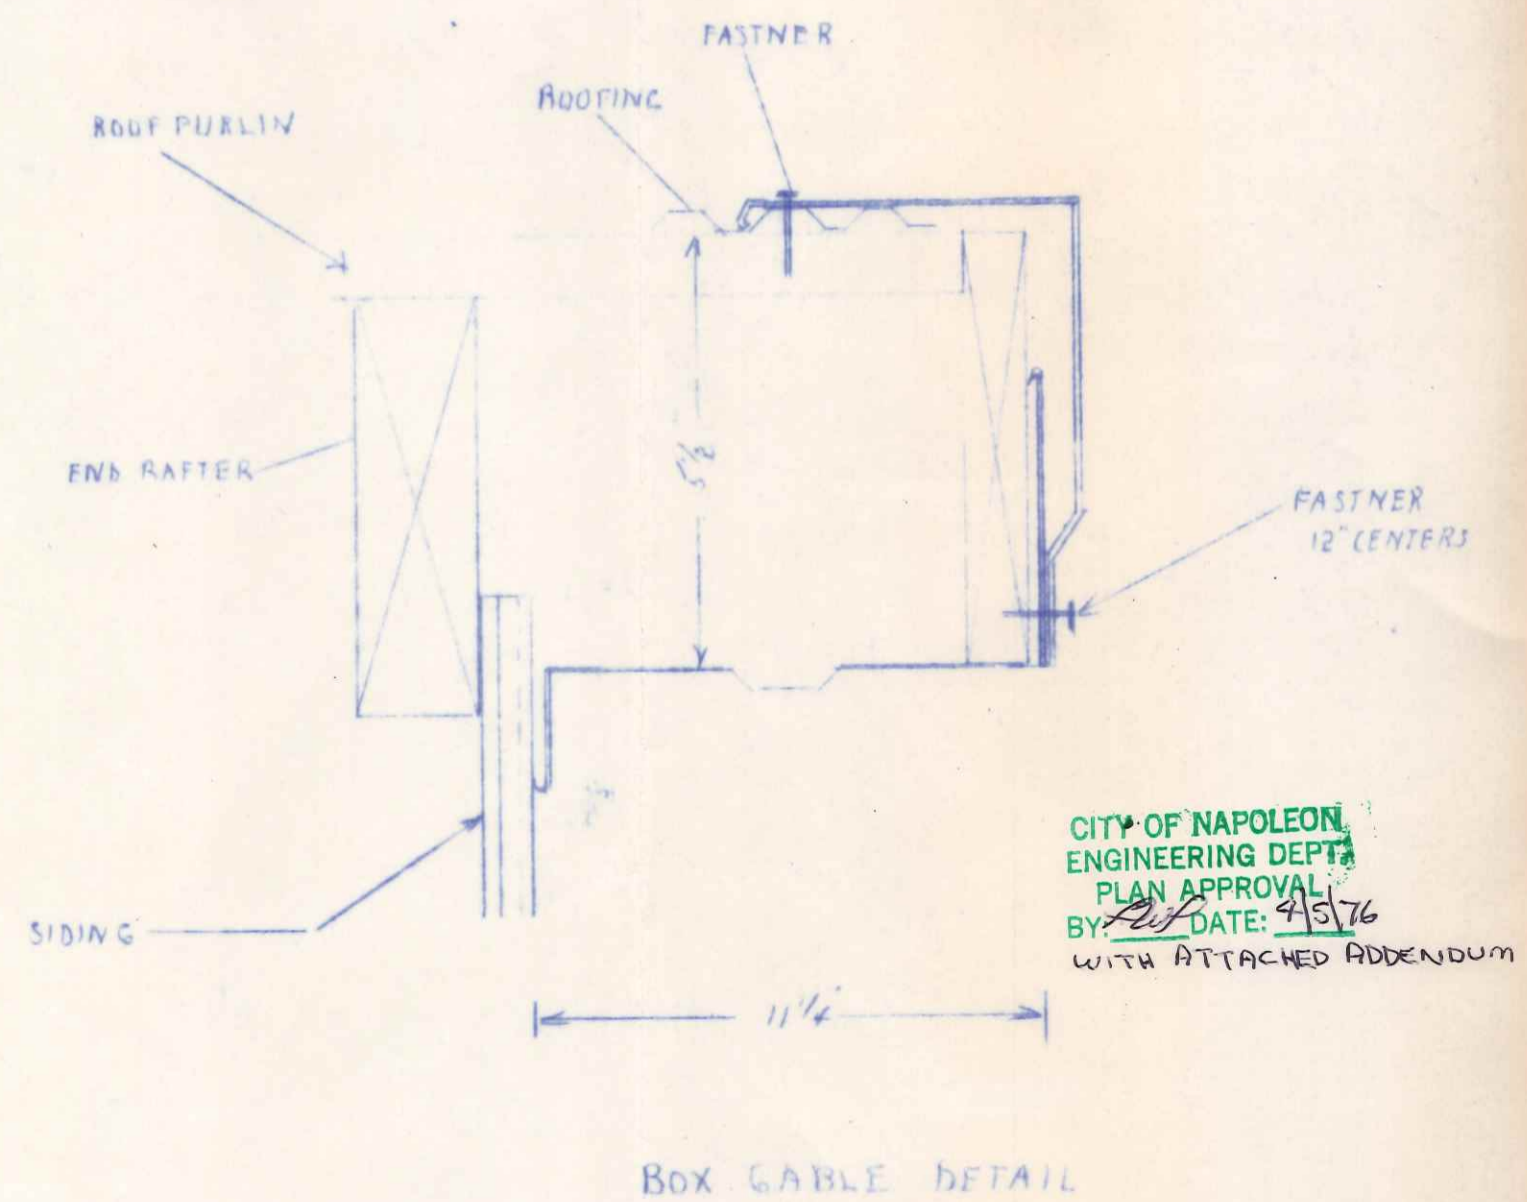 FASTNER
ROOFING
ROOF PURLIN
5 1/2
END RAFTER
FASTNER
12" CENTERS
CITY OF NAPOLEON
ENGINEERING DEPT.
PLAN APPROVAL
BY: DATE: 4/5/76
WITH ATTACHED ADDENDUM
SIDING
11 1/4
BOX GABLE DETAIL